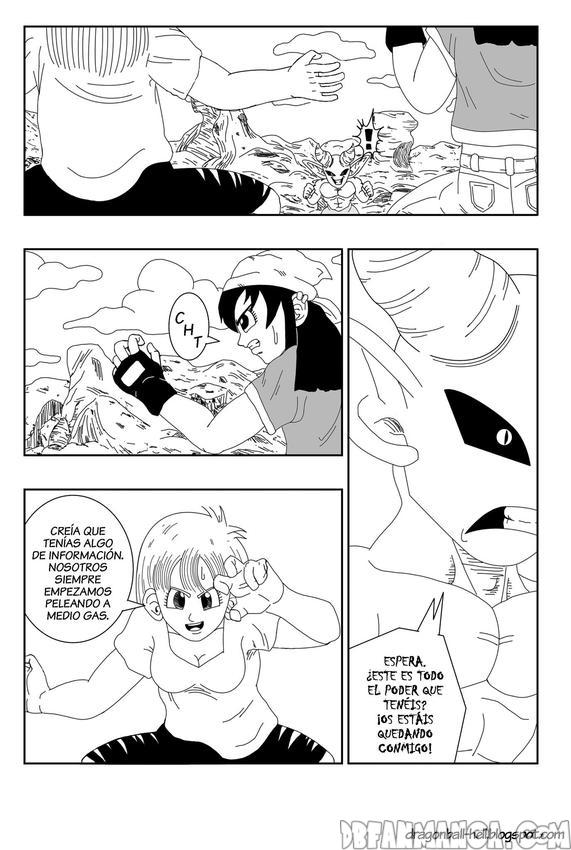 !
CHT
ESPERA.
¿ESTE ES TODO
EL PODER QUE
TENÉIS?
¡OS ESTÁIS
QUEDANDO
CONMIGO!
CREÍA QUE
TENÍAS ALGO
DE INFORMACIÓN.
NOSOTROS
SIEMPRE
EMPEZAMOS
PELEANDO A
MEDIO GAS.
dragonball-hell.blogspot.com
DBFANMANGA.COM